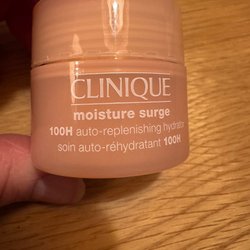 CLINIQUE
moisture surge
100H auto-replenishing hydrator
soin auto-réhydratant 100H